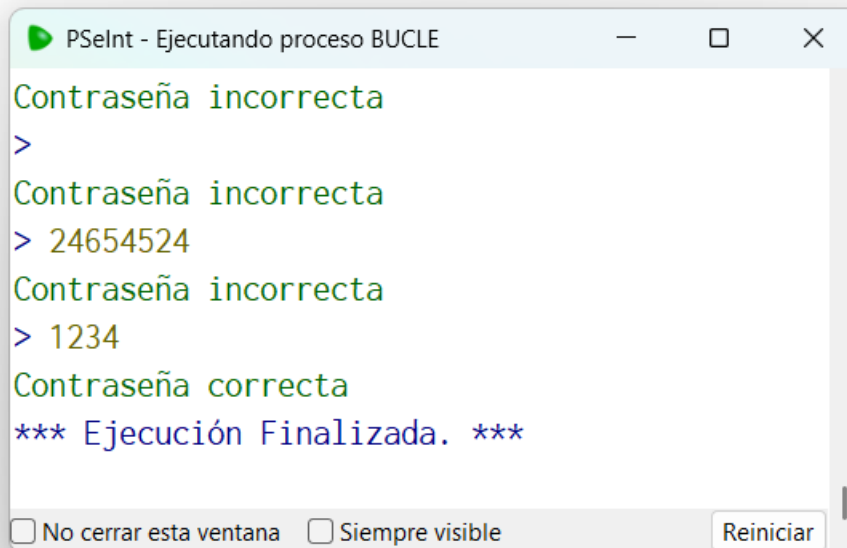 PSeInt - Ejecutando proceso BUCLE
Contraseña incorrecta
>
Contraseña incorrecta
> 24654524
Contraseña incorrecta
> 1234
Contraseña correcta
*** Ejecución Finalizada. ***
No cerrar esta ventana Siempre visible Reiniciar